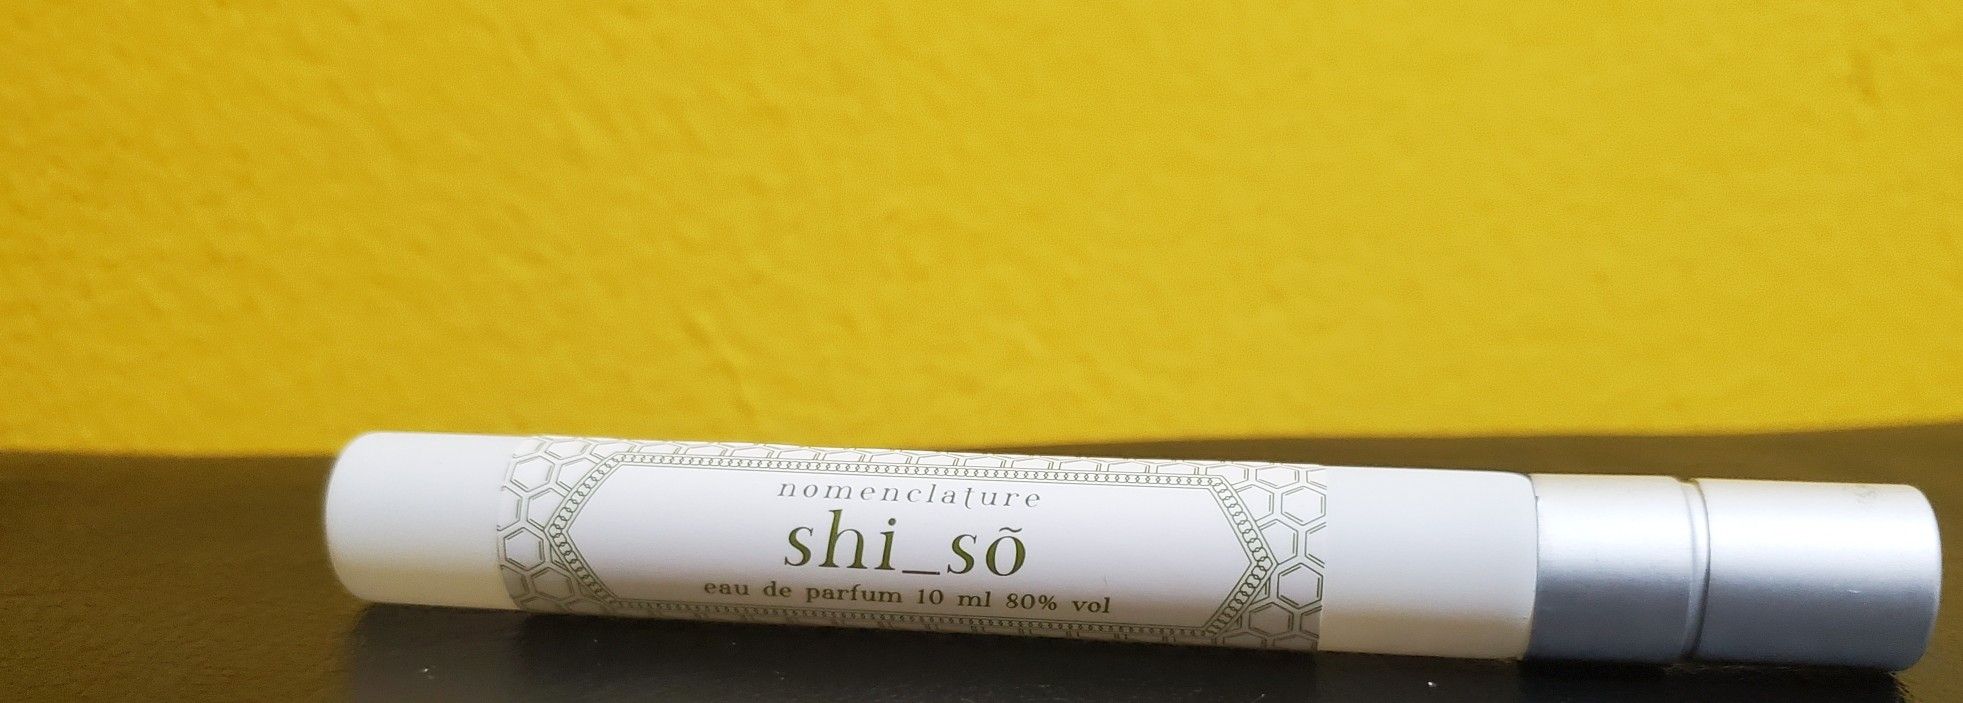 nomenclature
shi_sõ
eau de parfum 10 ml 80% vol